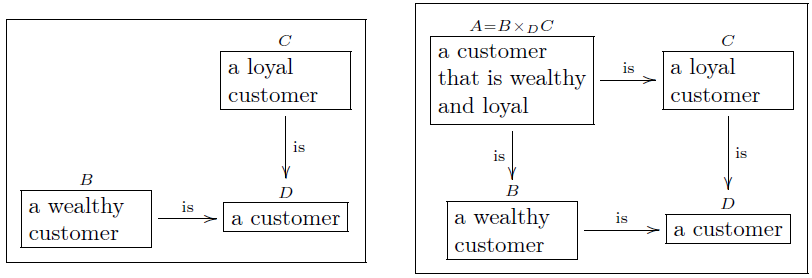 C
a loyal
customer
is
B
a wealthy
customer
is
D
a customer
A=B×_DC
a customer
that is wealthy
and loyal
is
C
a loyal
customer
is
is
B
a wealthy
customer
is
D
a customer